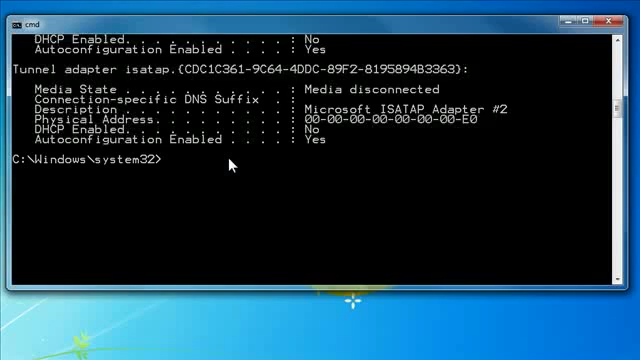 cmd
DHCP Enabled. . . . . . . . . . . : No
Autoconfiguration Enabled . . . . : Yes
Tunnel adapter isatap.{CDC1C361-9C64-4DDC-89F2-8195894B3363}:
Media State . . . . . . . . . . . : Media disconnected
Connection-specific DNS Suffix  . :
Description . . . . . . . . . . . : Microsoft ISATAP Adapter #2
Physical Address. . . . . . . . . : 00-00-00-00-00-00-00-E0
DHCP Enabled. . . . . . . . . . . : No
Autoconfiguration Enabled . . . . : Yes
C:\Windows\system32>